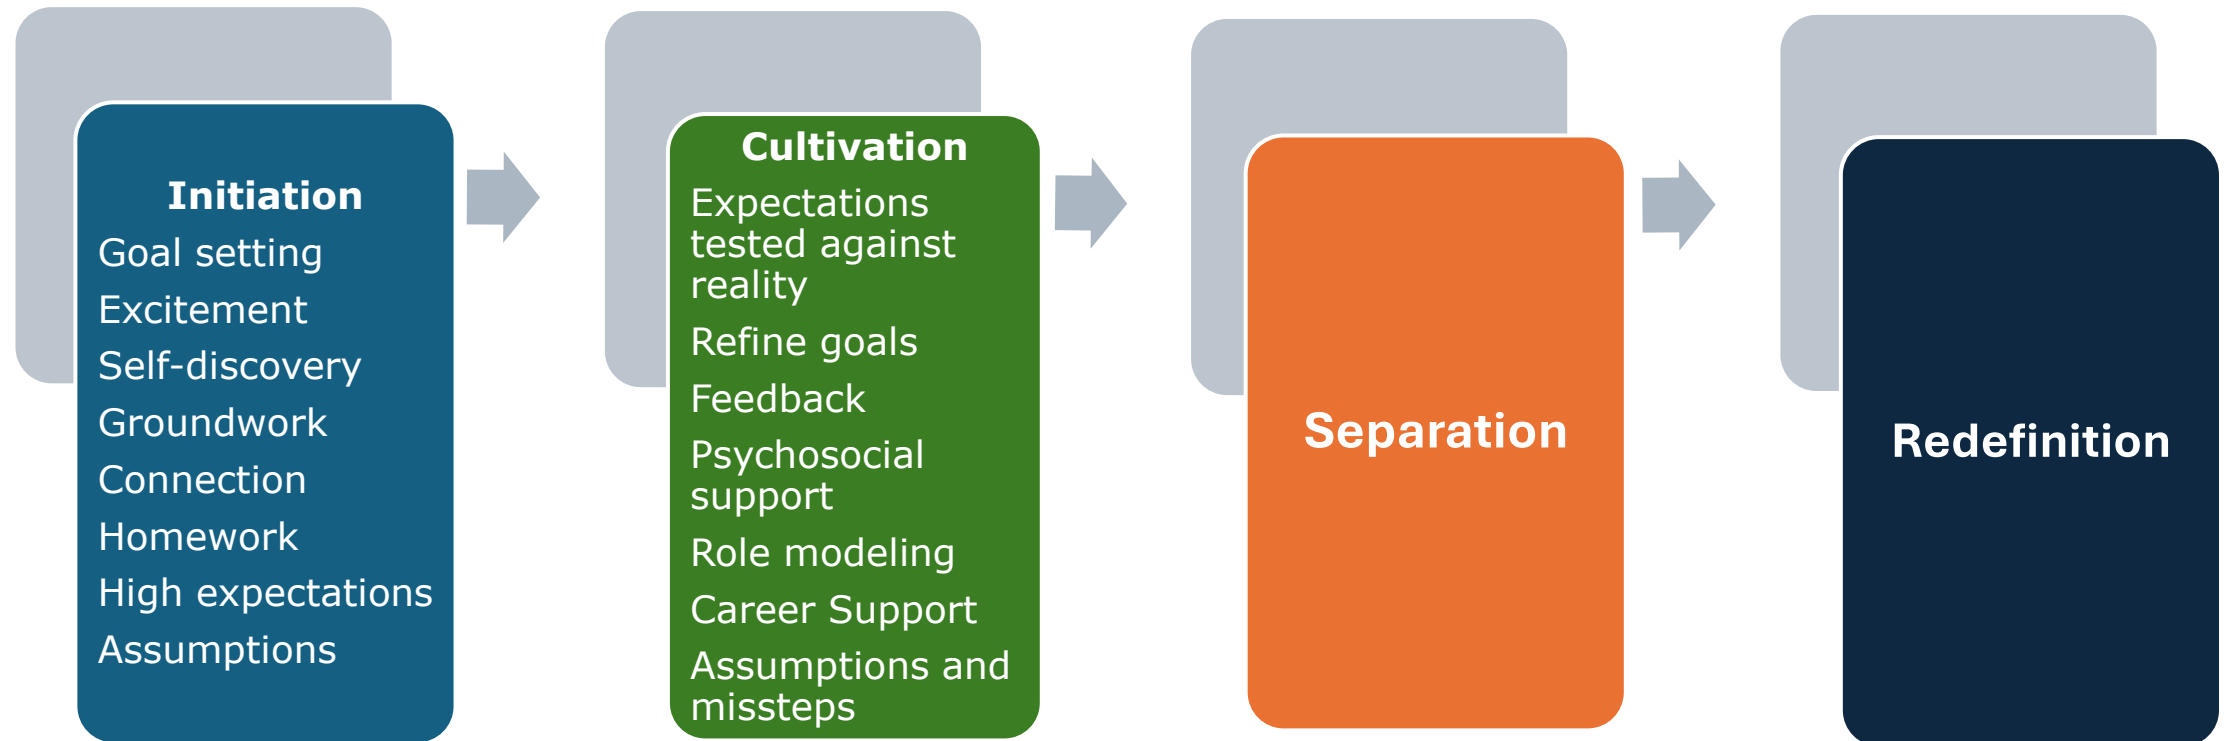 Initiation
Goal setting
Excitement
Self-discovery
Groundwork
Connection
Homework
High expectations
Assumptions
Cultivation
Expectations
tested against
reality
Refine goals
Feedback
Psychosocial
support
Role modeling
Career Support
Assumptions and
missteps
Separation
Redefinition